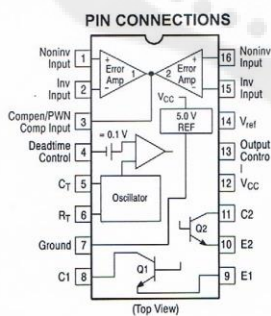 PIN CONNECTIONS
Noninv
Input
1
Inv
Input
2
Compen/PWN
Comp Input
3
Deadtime
Control
4
CT
5
RT
6
Ground
7
C1
8
+
Error
Amp
1
-
+
Error
Amp
2
-
VCC
5.0 V
REF
≈ 0.1 V
Oscillator
Q2
Q1
16
Noninv
Input
15
Inv
Input
14
Vref
13
Output
Contro
l
12
VCC
11
C2
10
E2
9
E1
(Top View)